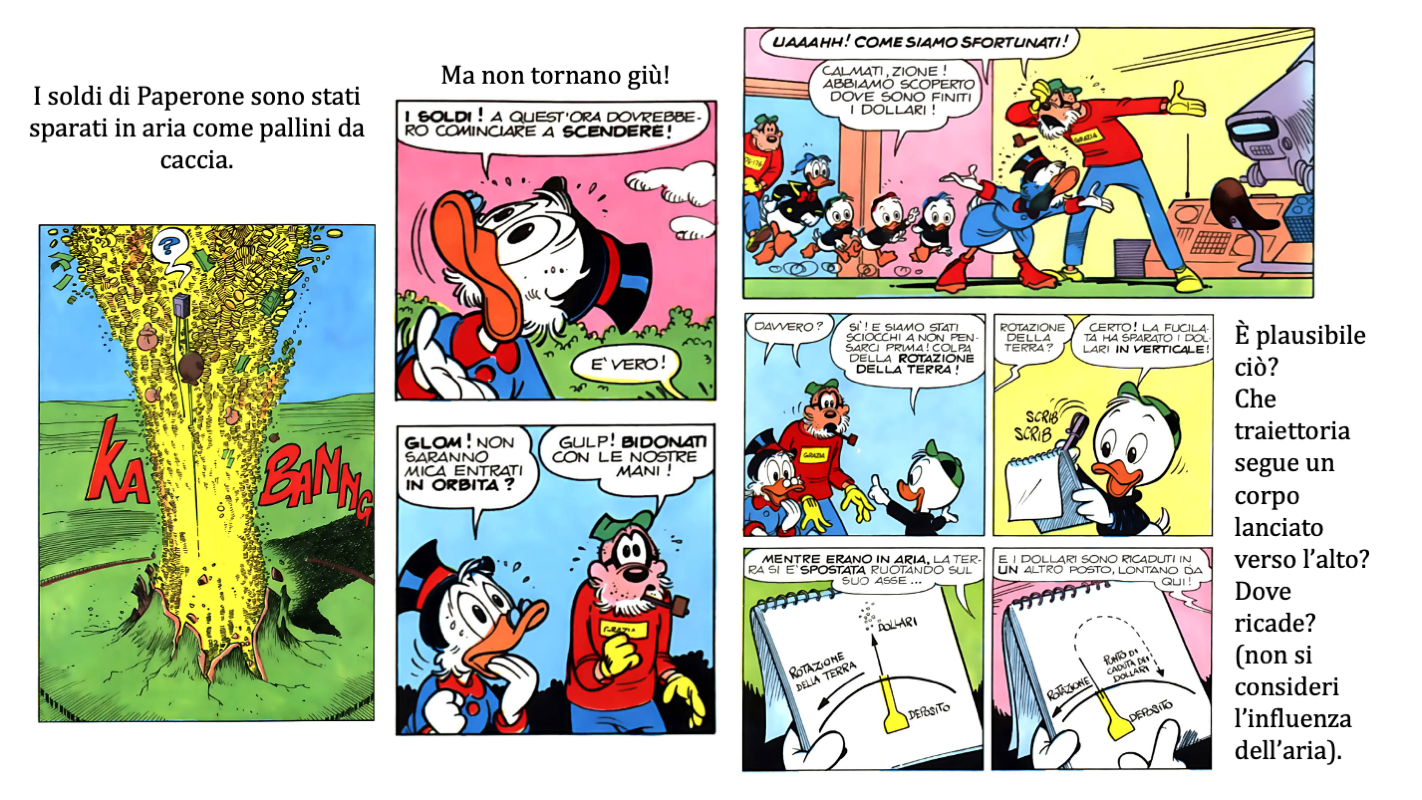 I soldi di Paperone sono stati
sparati in aria come pallini da
caccia.
?
KA
BANNG
Ma non tornano giù!
I SOLDI! A QUEST'ORA DOVREBBE-
RO COMINCIARE A SCENDERE!
E' VERO!
GLOM! NON
SARANNO
MICA ENTRATI
IN ORBITA?
GULP! BIDONATI
CON LE NOSTRE
MANI!
GRAZIA
UAAAHH! COME SIAMO SFORTUNATI!
CALMATI, ZIONE!
ABBIAMO SCOPERTO
DOVE SONO FINITI
I DOLLARI!
GRAZIA
DAVVERO?
SÌ! E SIAMO STATI
SCIOCCHI A NON PEN-
SARCI PRIMA! COLPA
DELLA ROTAZIONE
DELLA TERRA!
GRAZIA
ROTAZIONE
DELLA
TERRA?
CERTO! LA FUCILA-
TA HA SPARATO I DOL-
LARI IN VERTICALE!
SCRIB
SCRIB
MENTRE ERANO IN ARIA, LA TER-
RA SI E' SPOSTATA RUOTANDO SUL
SUO ASSE...
DOLLARI
ROTAZIONE
DELLA TERRA
DEPOSITO
E I DOLLARI SONO RICADUTI IN
UN ALTRO POSTO, LONTANO DA
QUI!
PUNTO DI
CADUTA DEI
DOLLARI
ROTAZIONE
DEPOSITO
È plausibile
ciò?
Che
traiettoria
segue un
corpo
lanciato
verso l'alto?
Dove
ricade?
(non si
consideri
l'influenza
dell'aria).